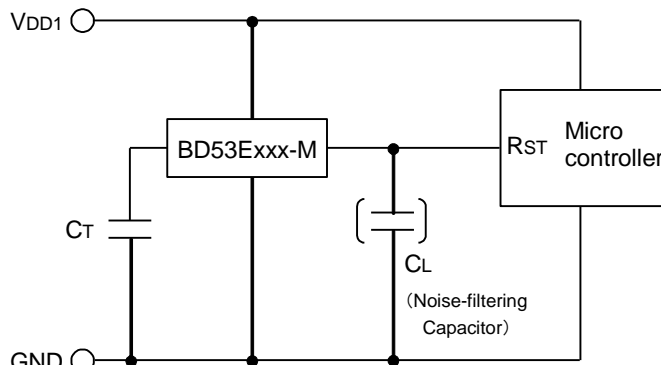 VDD1
BD53Exxx-M
RST
Micro
controller
CT
CL
（Noise-filtering
Capacitor）
GND